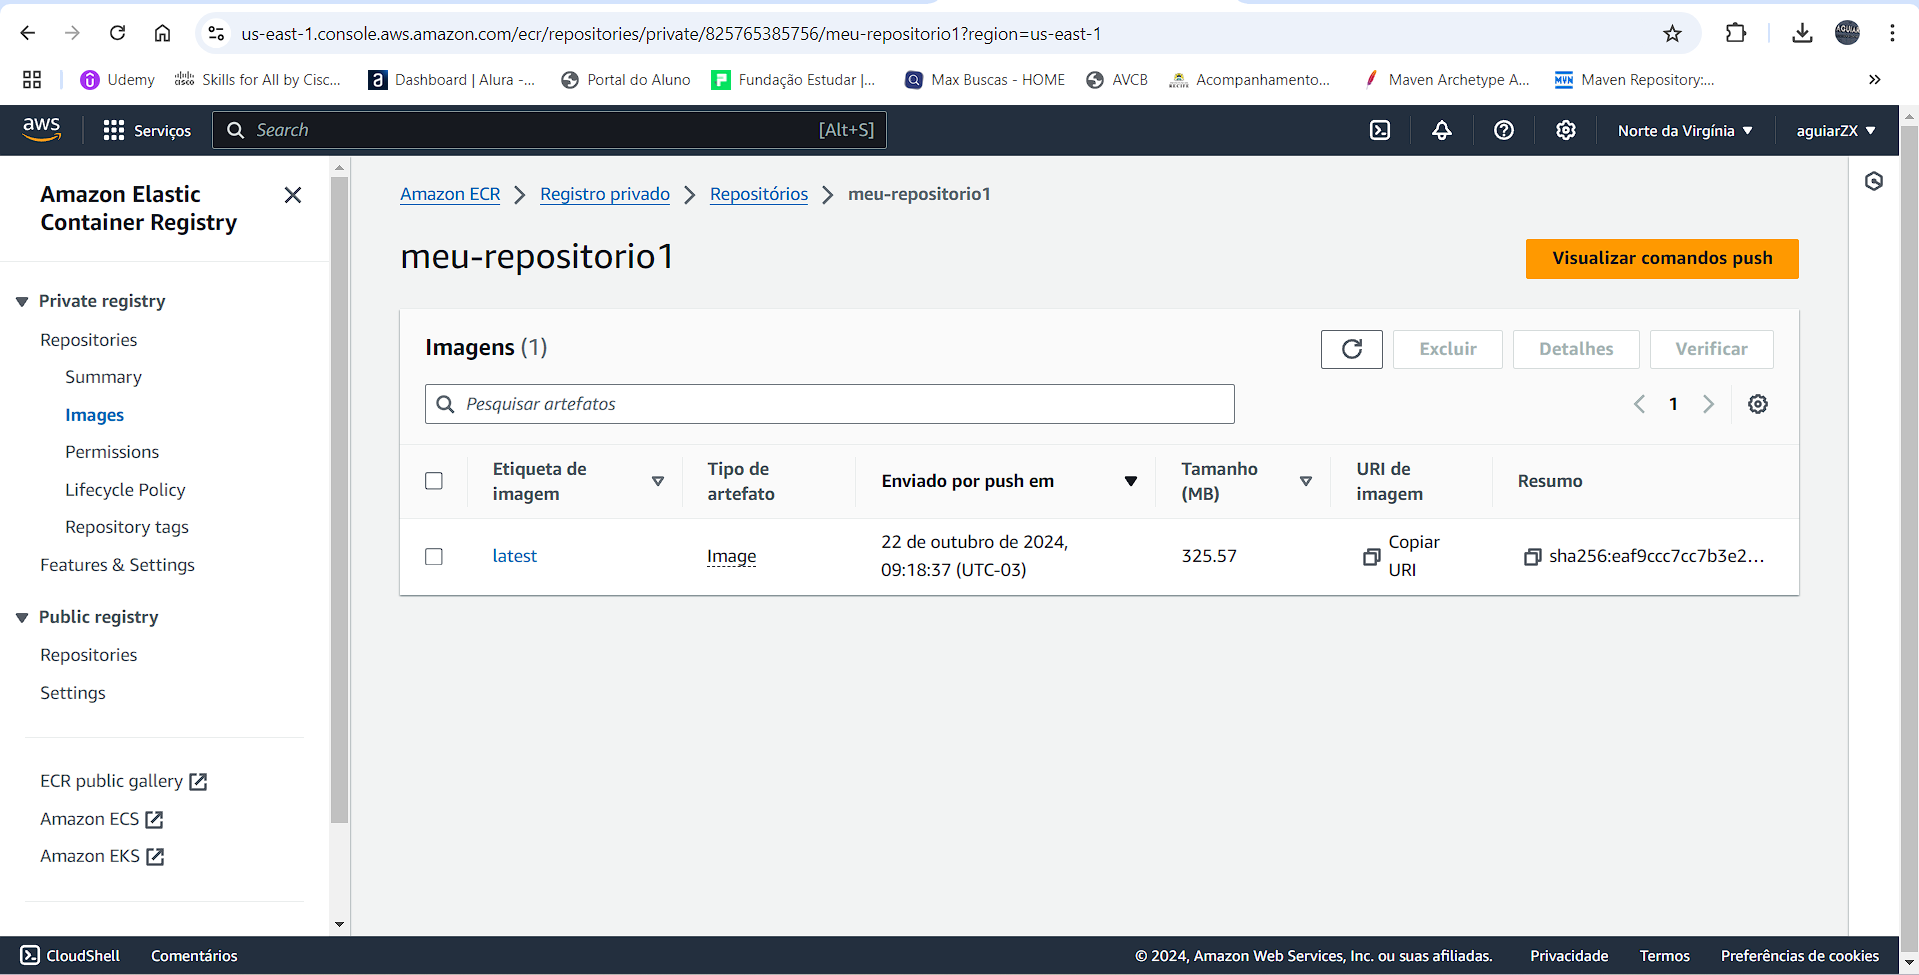 us-east-1.console.aws.amazon.com/ecr/repositories/private/825765385756/meu-repositorio1?region=us-east-1
AGUIAR
Udemy
cisco
Skills for All by Cisc...
a
Dashboard | Alura -...
Portal do Aluno
Fundação Estudar |...
Max Buscas - HOME
AVCB
RECIFE
Acompanhamento...
Maven Archetype A...
MVN
Maven Repository:...
aws
Serviços
Search
[Alt+S]
Norte da Virgínia
aguiarZX
Amazon Elastic
Container Registry
Private registry
Repositories
Summary
Images
Permissions
Lifecycle Policy
Repository tags
Features & Settings
Public registry
Repositories
Settings
ECR public gallery
Amazon ECS
Amazon EKS
Amazon ECR
Registro privado
Repositórios
meu-repositorio1
meu-repositorio1
Visualizar comandos push
Imagens (1)
Excluir
Detalhes
Verificar
Pesquisar artefatos
1
Etiqueta de
imagem
Tipo de
artefato
Enviado por push em
Tamanho
(MB)
URI de
imagem
Resumo
latest
Image
22 de outubro de 2024,
09:18:37 (UTC-03)
325.57
Copiar
URI
sha256:eaf9ccc7cc7b3e2...
CloudShell
Comentários
© 2024, Amazon Web Services, Inc. ou suas afiliadas.
Privacidade
Termos
Preferências de cookies